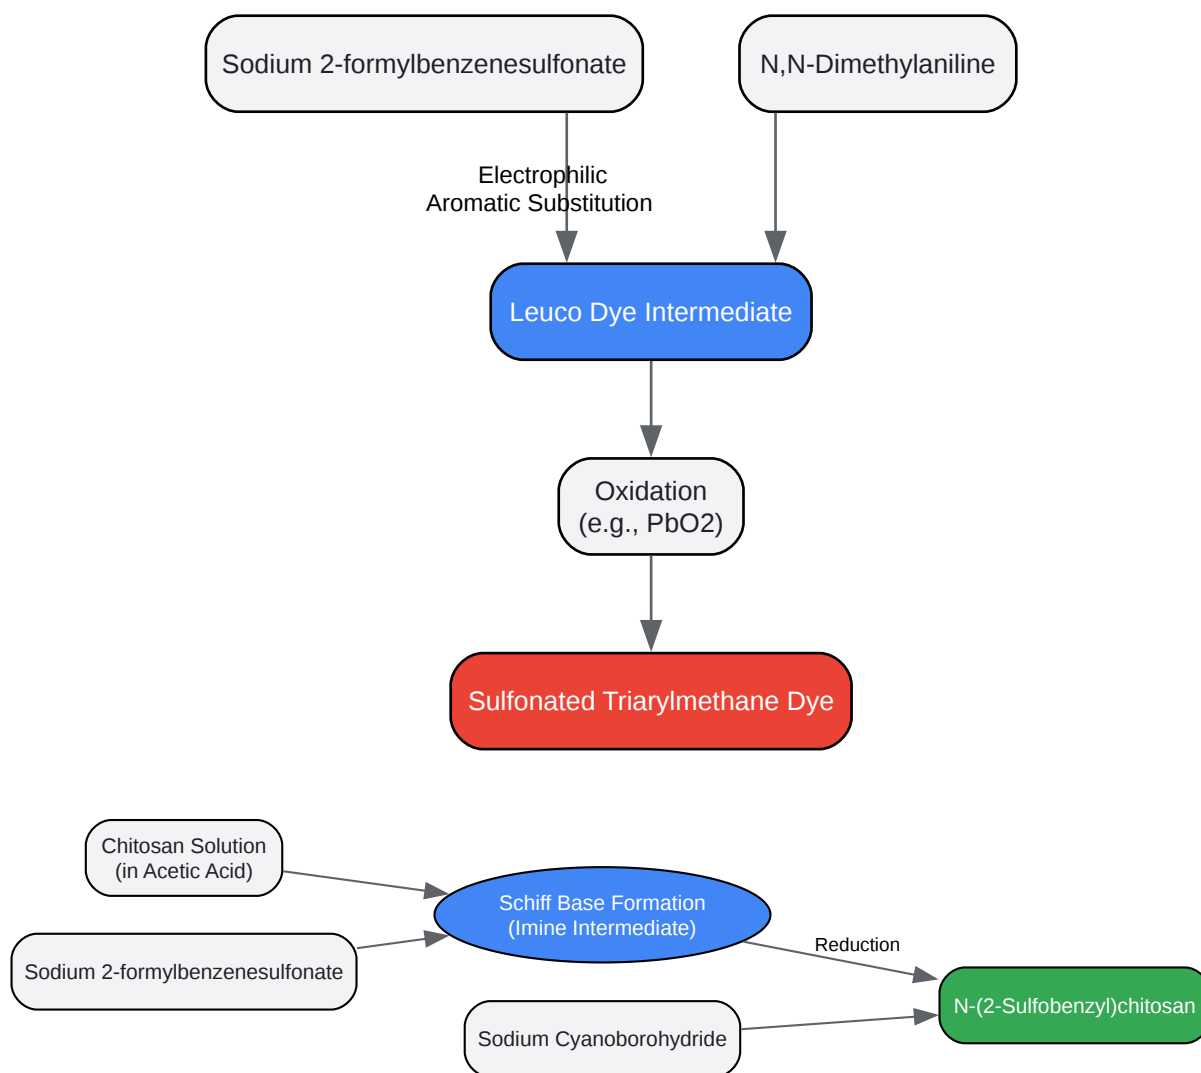 Sodium 2-formylbenzenesulfonate
N,N-Dimethylaniline
Electrophilic
Aromatic Substitution
Leuco Dye Intermediate
Oxidation
(e.g., PbO2)
Sulfonated Triarylmethane Dye
Chitosan Solution
(in Acetic Acid)
Schiff Base Formation
(Imine Intermediate)
Sodium 2-formylbenzenesulfonate
Reduction
N-(2-Sulfobenzyl)chitosan
Sodium Cyanoborohydride